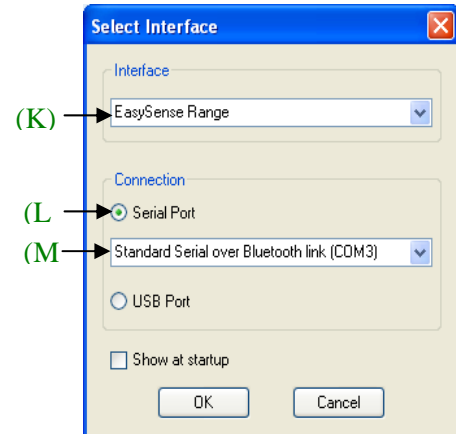 Select Interface
Interface
(K) EasySense Range
Connection
(L Serial Port
(M Standard Serial over Bluetooth link (COM3)
USB Port
Show at startup
OK Cancel